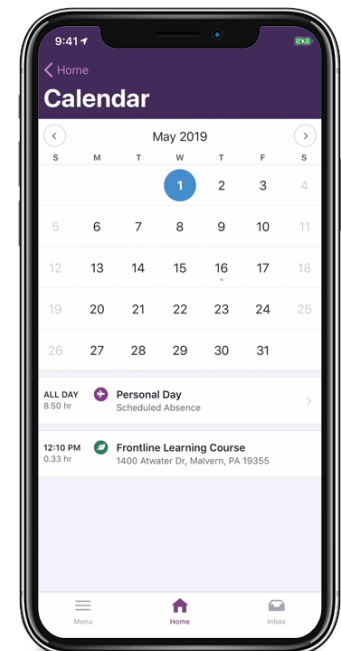 9:41
Home
Calendar
May 2019
S M T W T F S
1 2 3 4
5 6 7 8 9 10 11
12 13 14 15 16 17 18
19 20 21 22 23 24 25
26 27 28 29 30 31
ALL DAY Personal Day
8.50 hr Scheduled Absence
12:10 PM Frontline Learning Course
0.33 hr 1400 Atwater Dr, Malvern, PA 19355
Menu Home Inbox